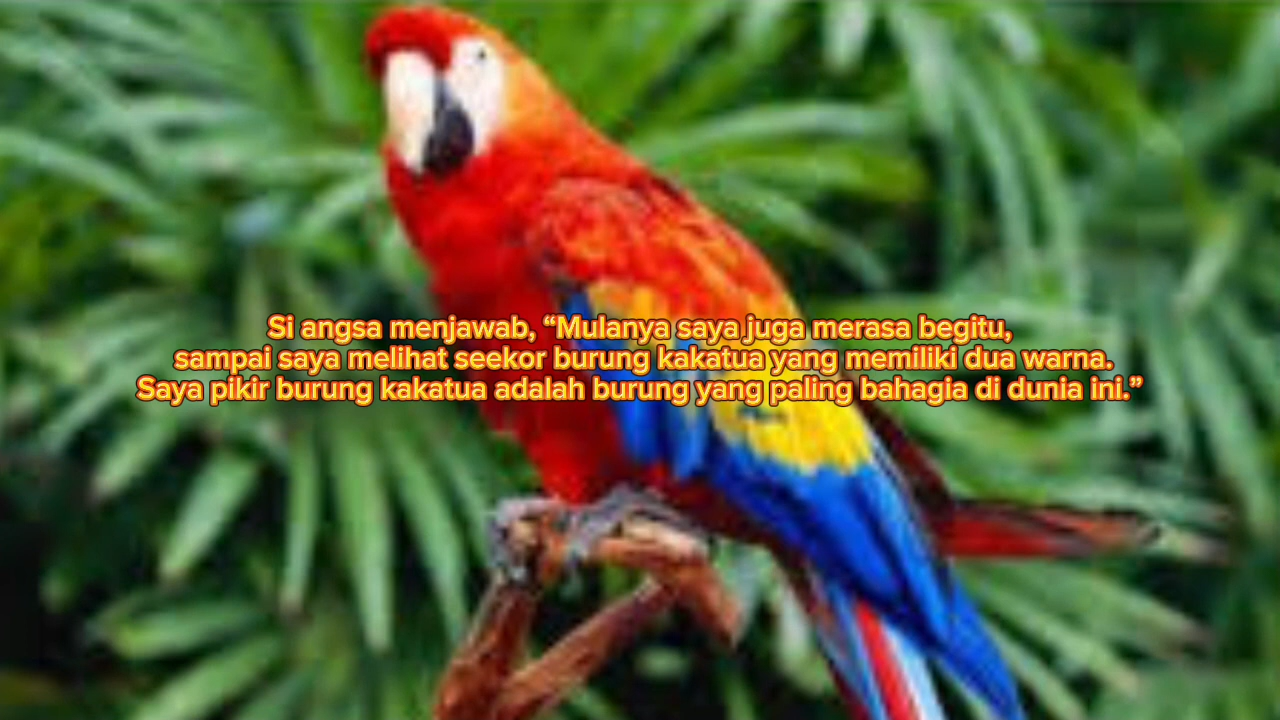 Si angsa menjawab, “Mulanya saya juga merasa begitu,
sampai saya melihat seekor burung kakatua yang memiliki dua warna.
Saya pikir burung kakatua adalah burung yang paling bahagia di dunia ini.”